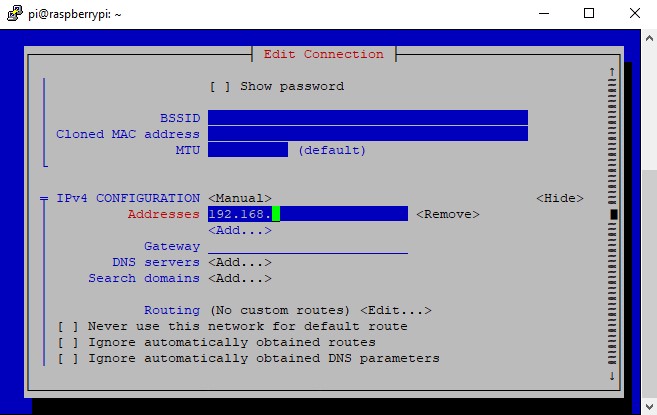 pi@raspberrypi: ~
Edit Connection
[ ] Show password
BSSID
Cloned MAC address
MTU (default)
IPv4 CONFIGURATION <Manual> <Hide>
Addresses 192.168. <Remove>
<Add...>
Gateway
DNS servers <Add...>
Search domains <Add...>
Routing (No custom routes) <Edit...>
[ ] Never use this network for default route
[ ] Ignore automatically obtained routes
[ ] Ignore automatically obtained DNS parameters